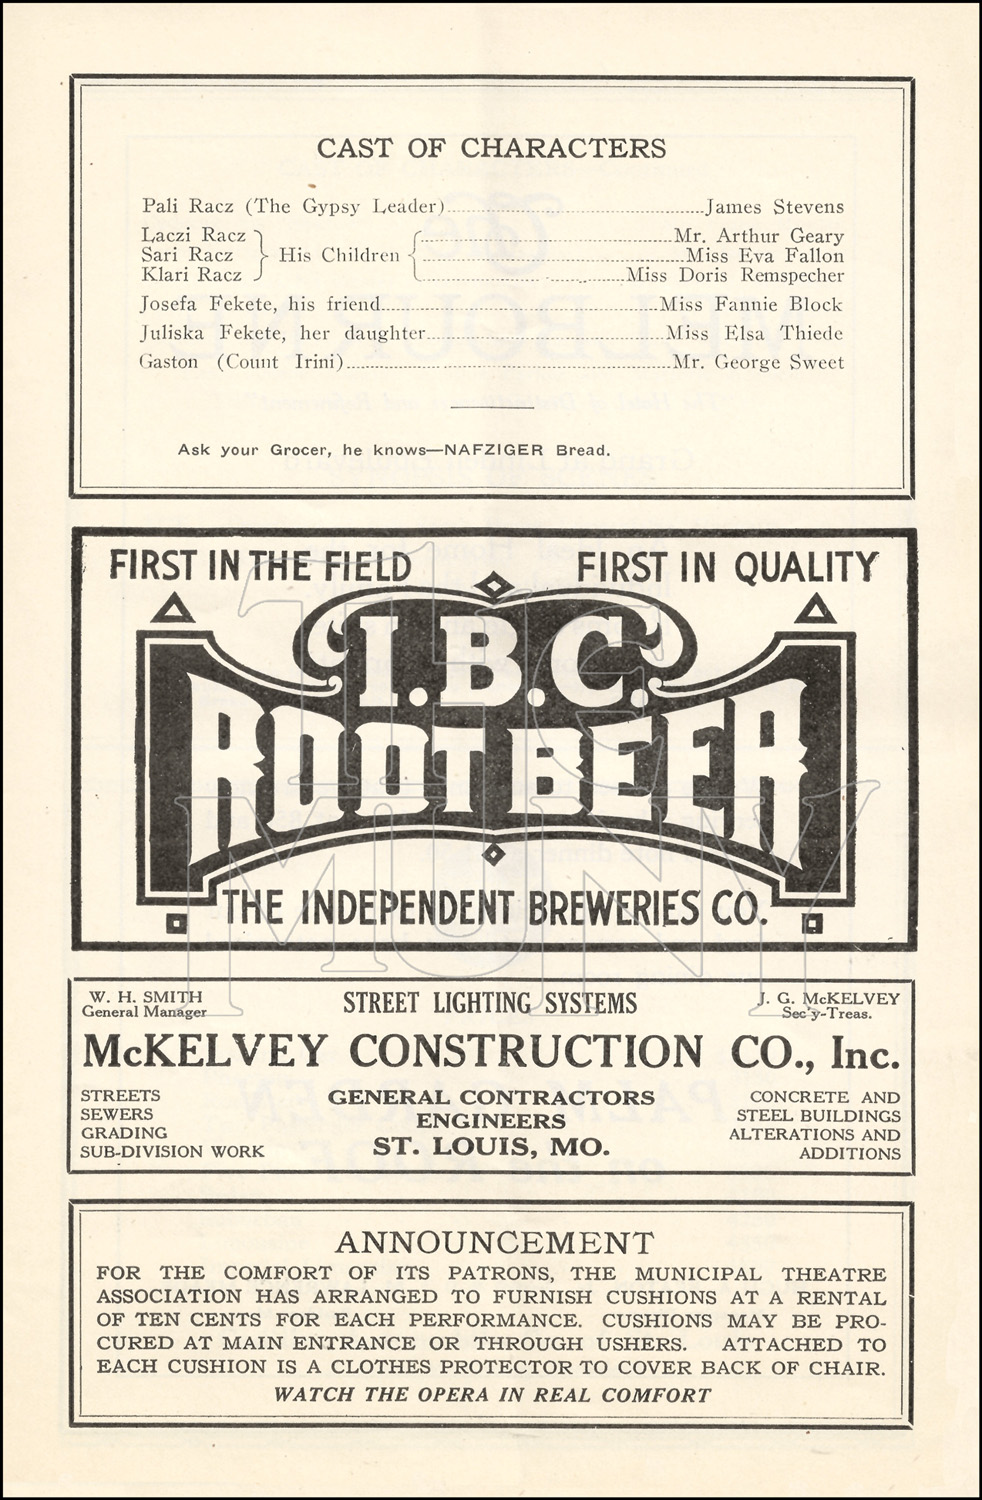 CAST OF CHARACTERS
Pali Racz (The Gypsy Leader) James Stevens
Laczi Racz Mr. Arthur Geary
Sari Racz His Children Miss Eva Fallon
Klari Racz Miss Doris Remspecher
Josefa Fekete, his friend Miss Fannie Block
Juliska Fekete, her daughter Miss Elsa Thiede
Gaston (Count Irini) Mr. George Sweet
Ask your Grocer, he knows—NAFZIGER Bread.
FIRST IN THE FIELD FIRST IN QUALITY
I.B.C.
ROOT BEER
THE INDEPENDENT BREWERIES CO.
THE
MUNY
W. H. SMITH STREET LIGHTING SYSTEMS J. G. McKELVEY
General Manager Sec'y-Treas.
McKELVEY CONSTRUCTION CO., Inc.
STREETS GENERAL CONTRACTORS CONCRETE AND
SEWERS ENGINEERS STEEL BUILDINGS
GRADING ST. LOUIS, MO. ALTERATIONS AND
SUB-DIVISION WORK ADDITIONS
ANNOUNCEMENT
FOR THE COMFORT OF ITS PATRONS, THE MUNICIPAL THEATRE
ASSOCIATION HAS ARRANGED TO FURNISH CUSHIONS AT A RENTAL
OF TEN CENTS FOR EACH PERFORMANCE. CUSHIONS MAY BE PRO-
CURED AT MAIN ENTRANCE OR THROUGH USHERS. ATTACHED TO
EACH CUSHION IS A CLOTHES PROTECTOR TO COVER BACK OF CHAIR.
WATCH THE OPERA IN REAL COMFORT